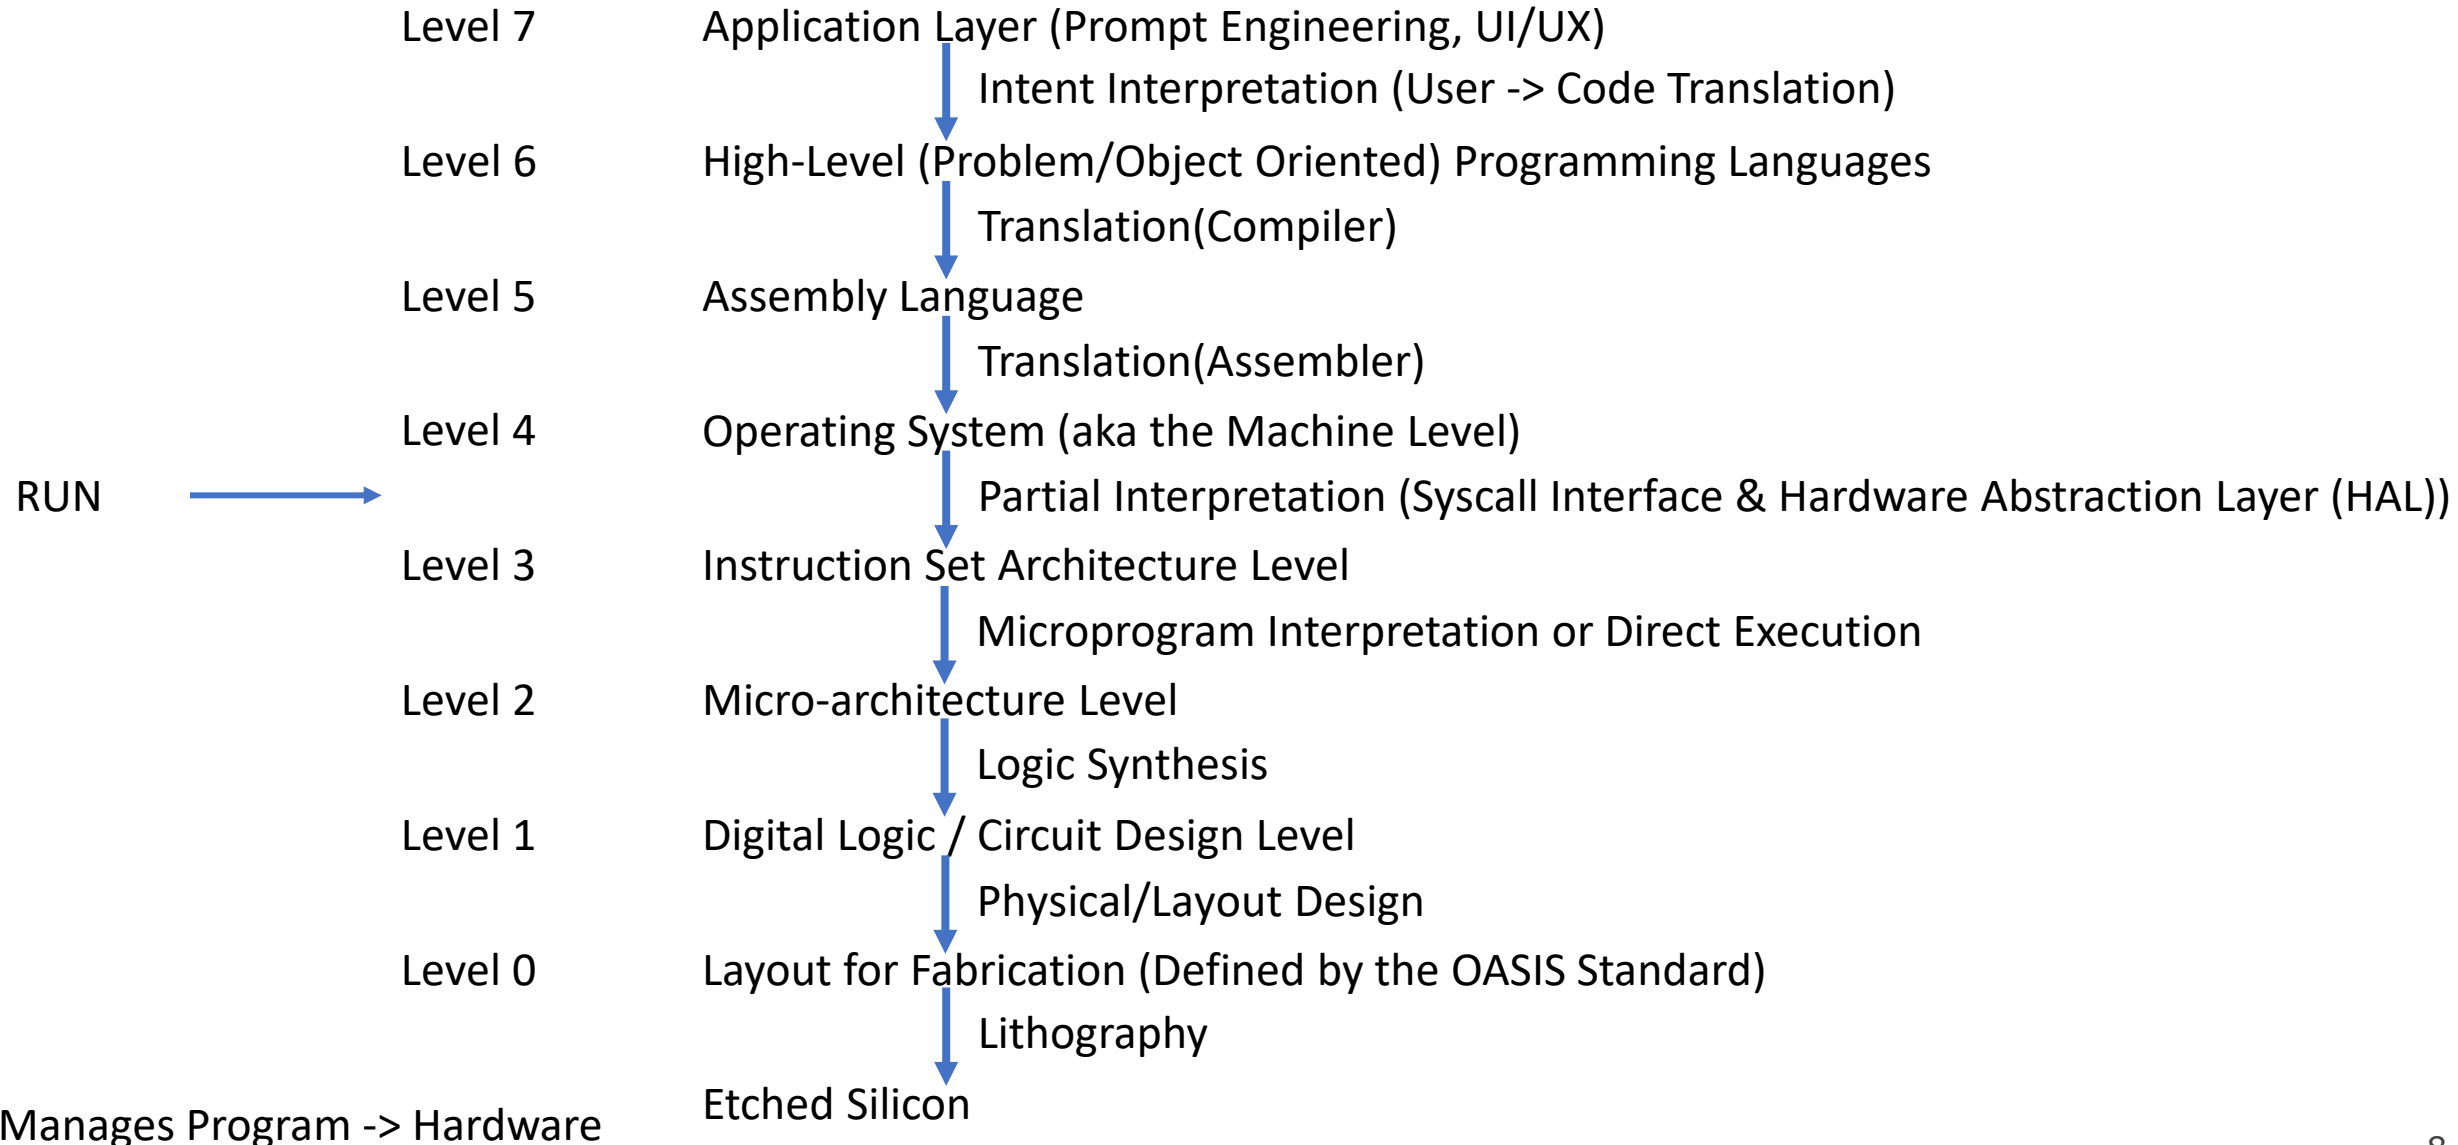 Level 7 Application Layer (Prompt Engineering, UI/UX)
Intent Interpretation (User -> Code Translation)
Level 6 High-Level (Problem/Object Oriented) Programming Languages
Translation(Compiler)
Level 5 Assembly Language
Translation(Assembler)
Level 4 Operating System (aka the Machine Level)
RUN Partial Interpretation (Syscall Interface & Hardware Abstraction Layer (HAL))
Level 3 Instruction Set Architecture Level
Microprogram Interpretation or Direct Execution
Level 2 Micro-architecture Level
Logic Synthesis
Level 1 Digital Logic / Circuit Design Level
Physical/Layout Design
Level 0 Layout for Fabrication (Defined by the OASIS Standard)
Lithography
Etched Silicon
Manages Program -> Hardware